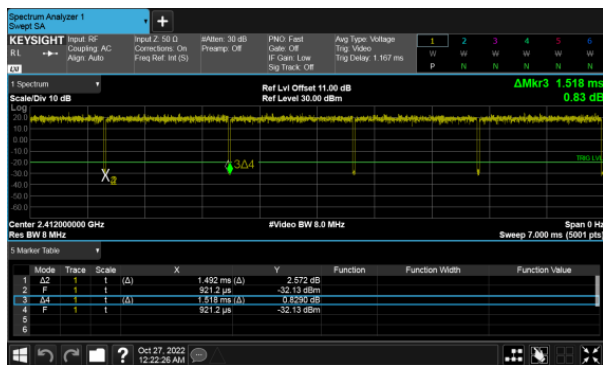 Spectrum Analyzer 1
Swept SA
+
KEYSIGHT Input: RF Input Z: 50 Ω #Atten: 30 dB PNO: Fast Avg Type: Voltage 1 2 3 4 5 6
RL Coupling: AC Corrections: On Preamp: Off Gate: Off Trig: Video W W W W W W
Align: Auto Freq Ref: Int (S) IF Gain: Low Trig Delay: 1.167 ms
Sig Track: Off P N N N N N
LXI
1 Spectrum Ref Lvl Offset 11.00 dB ΔMkr3 1.518 ms
Scale/Div 10 dB Ref Level 30.00 dBm 0.83 dB
Log
20.0
10.0
0.00
-10.0
-20.0 3Δ4 TRIG LVL
-30.0 X
-40.0
-50.0
-60.0
Center 2.412000000 GHz #Video BW 8.0 MHz Span 0 Hz
Res BW 8 MHz Sweep 7.000 ms (5001 pts)
5 Marker Table
Mode Trace Scale X Y Function Function Width Function Value
1 Δ2 1 t (Δ) 1.492 ms (Δ) 2.572 dB
2 F 1 t 921.2 µs -32.13 dBm
3 Δ4 1 t (Δ) 1.518 ms (Δ) 0.8290 dB
4 F 1 t 921.2 µs -32.13 dBm
5
6
? Oct 27, 2022
12:22:26 AM